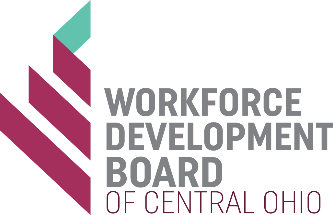 WORKFORCE
DEVELOPMENT
BOARD
OF CENTRAL OHIO